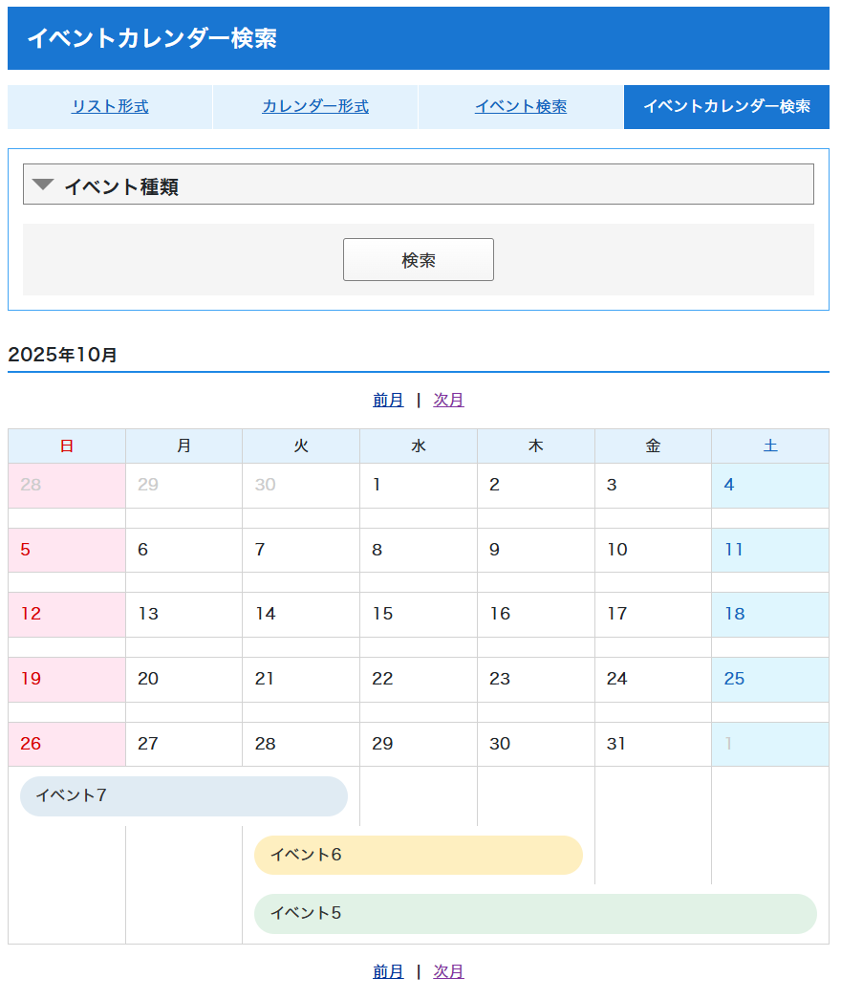 イベントカレンダー検索
リスト形式 カレンダー形式 イベント検索 イベントカレンダー検索
イベント種類
検索
2025年10月
前月 | 次月
日 月 火 水 木 金 土
28 29 30 1 2 3 4
5 6 7 8 9 10 11
12 13 14 15 16 17 18
19 20 21 22 23 24 25
26 27 28 29 30 31 1
イベント7
イベント6
イベント5
前月 | 次月